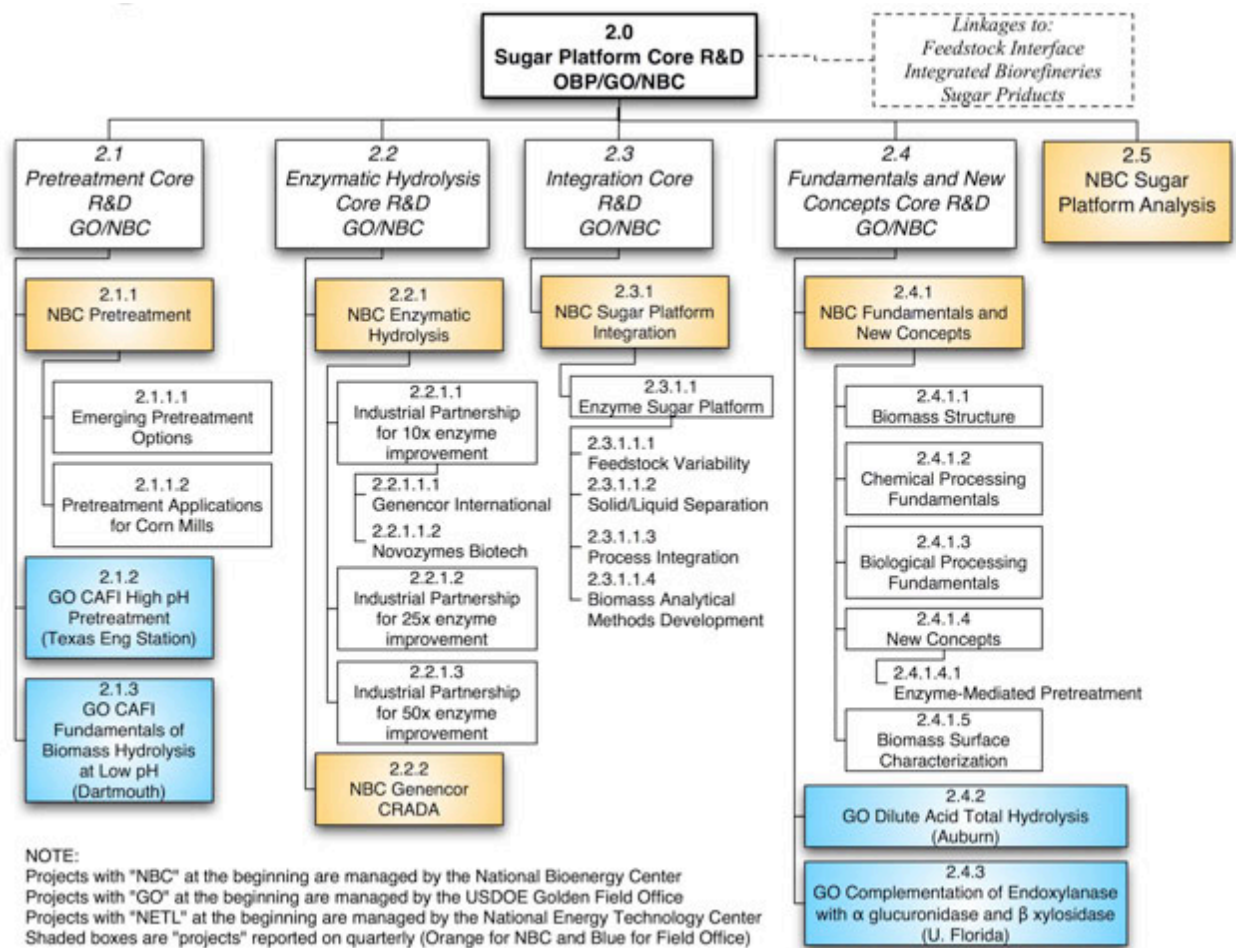 2.0
Sugar Platform Core R&D
OBP/GO/NBC
Linkages to:
Feedstock Interface
Integrated Biorefineries
Sugar Priducts
2.1
Pretreatment Core
R&D
GO/NBC
2.2
Enzymatic Hydrolysis
Core R&D
GO/NBC
2.3
Integration Core
R&D
GO/NBC
2.4
Fundamentals and New
Concepts Core R&D
GO/NBC
2.5
NBC Sugar
Platform Analysis
2.1.1
NBC Pretreatment
2.1.1.1
Emerging Pretreatment
Options
2.1.1.2
Pretreatment Applications
for Corn Mills
2.1.2
GO CAFI High pH
Pretreatment
(Texas Eng Station)
2.1.3
GO CAFI
Fundamentals of
Biomass Hydrolysis
at Low pH
(Dartmouth)
2.2.1
NBC Enzymatic
Hydrolysis
2.2.1.1
Industrial Partnership
for 10x enzyme
improvement
2.2.1.1.1
Genencor International
2.2.1.1.2
Novozymes Biotech
2.2.1.2
Industrial Partnership
for 25x enzyme
improvement
2.2.1.3
Industrial Partnership
for 50x enzyme
improvement
2.2.2
NBC Genencor
CRADA
2.3.1
NBC Sugar Platform
Integration
2.3.1.1
Enzyme Sugar Platform
2.3.1.1.1
Feedstock Variability
2.3.1.1.2
Solid/Liquid Separation
2.3.1.1.3
Process Integration
2.3.1.1.4
Biomass Analytical
Methods Development
2.4.1
NBC Fundamentals and
New Concepts
2.4.1.1
Biomass Structure
2.4.1.2
Chemical Processing
Fundamentals
2.4.1.3
Biological Processing
Fundamentals
2.4.1.4
New Concepts
2.4.1.4.1
Enzyme-Mediated Pretreatment
2.4.1.5
Biomass Surface
Characterization
2.4.2
GO Dilute Acid Total Hydrolysis
(Auburn)
2.4.3
GO Complementation of Endoxylanase
with α glucuronidase and β xylosidase
(U. Florida)
NOTE:
Projects with "NBC" at the beginning are managed by the National Bioenergy Center
Projects with "GO" at the beginning are managed by the USDOE Golden Field Office
Projects with "NETL" at the beginning are managed by the National Energy Technology Center
Shaded boxes are "projects" reported on quarterly (Orange for NBC and Blue for Field Office)